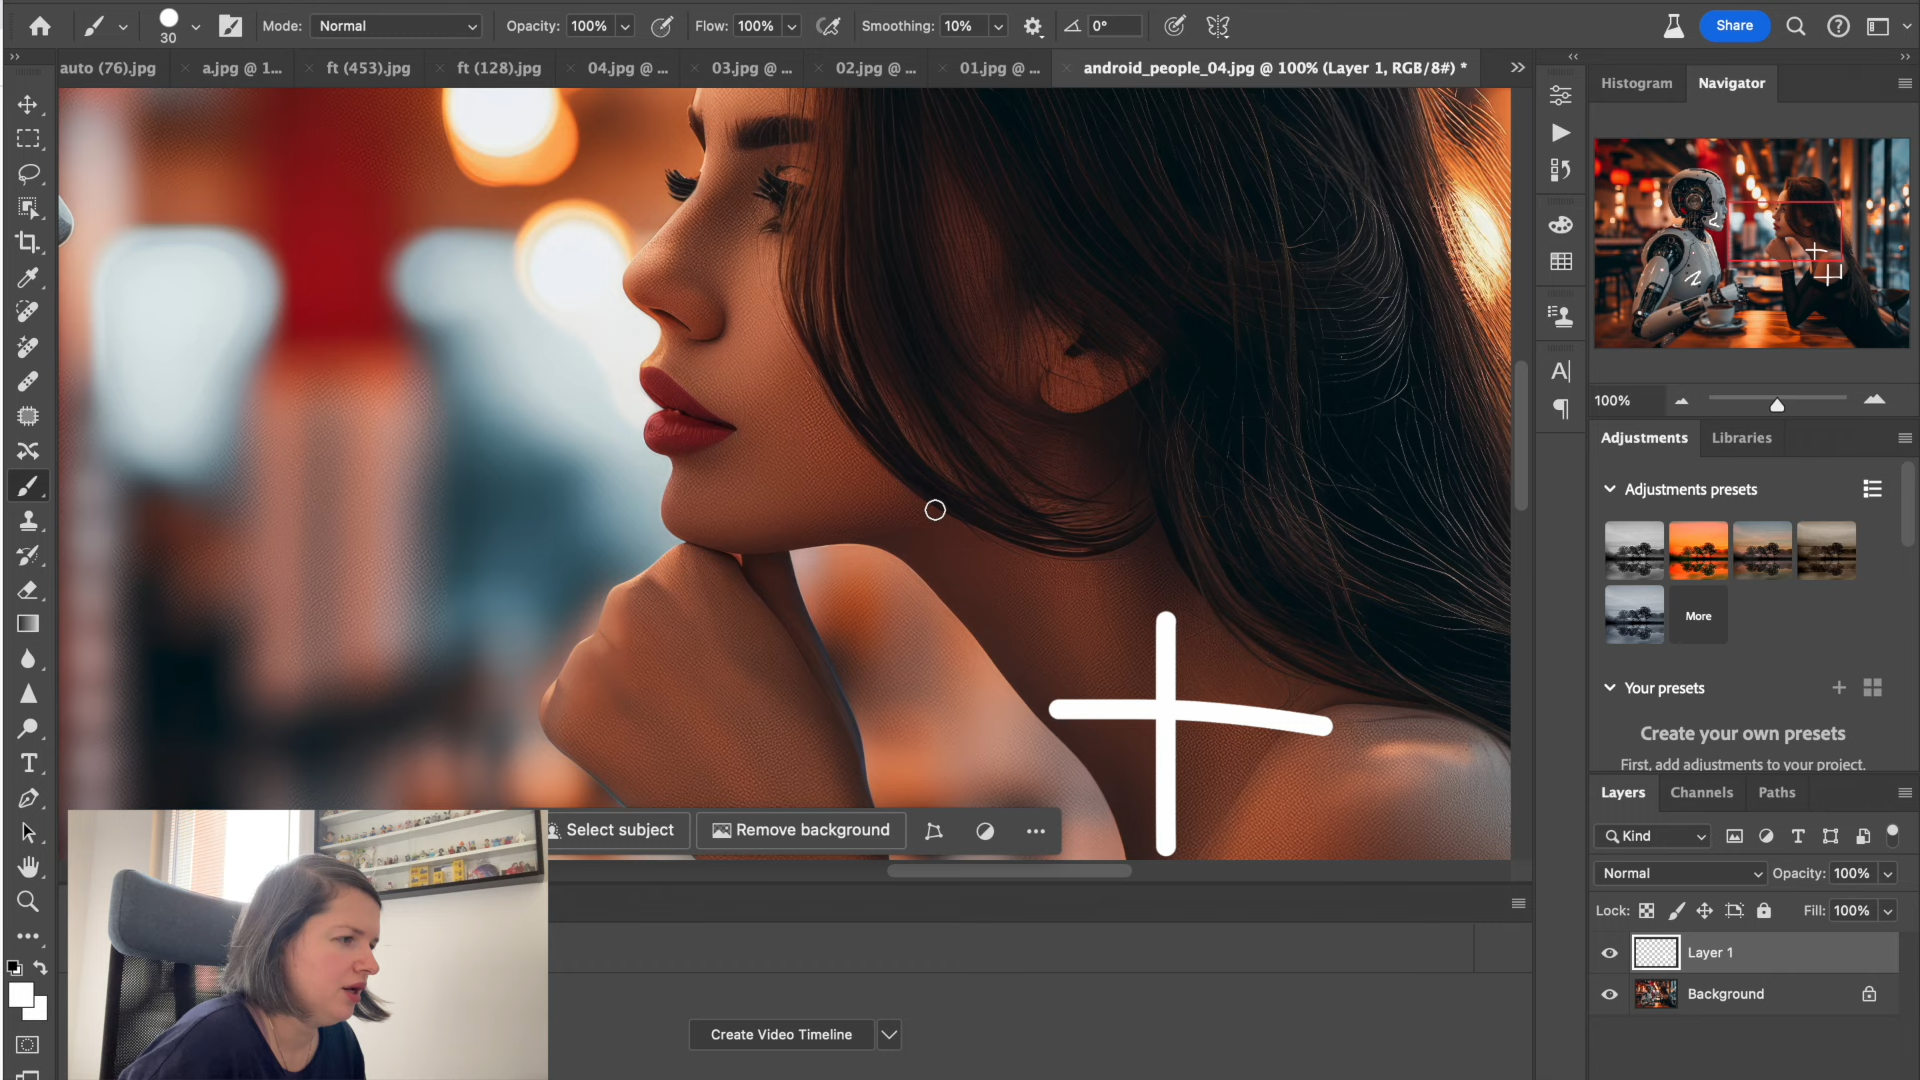 30
Mode: Normal
Opacity: 100%
Flow: 100%
Smoothing: 10%
0°
Share
auto (76).jpg
a.jpg @ 1...
ft (453).jpg
ft (128).jpg
04.jpg @ ...
03.jpg @ ...
02.jpg @ ...
01.jpg @ ...
android_people_04.jpg @ 100% (Layer 1, RGB/8#) *
Histogram
Navigator
100%
Adjustments
Libraries
Adjustments presets
More
Your presets
Create your own presets
First, add adjustments to your project.
Layers
Channels
Paths
Kind
Normal
Opacity: 100%
Lock:
Fill: 100%
Layer 1
Background
Select subject
Remove background
Create Video Timeline